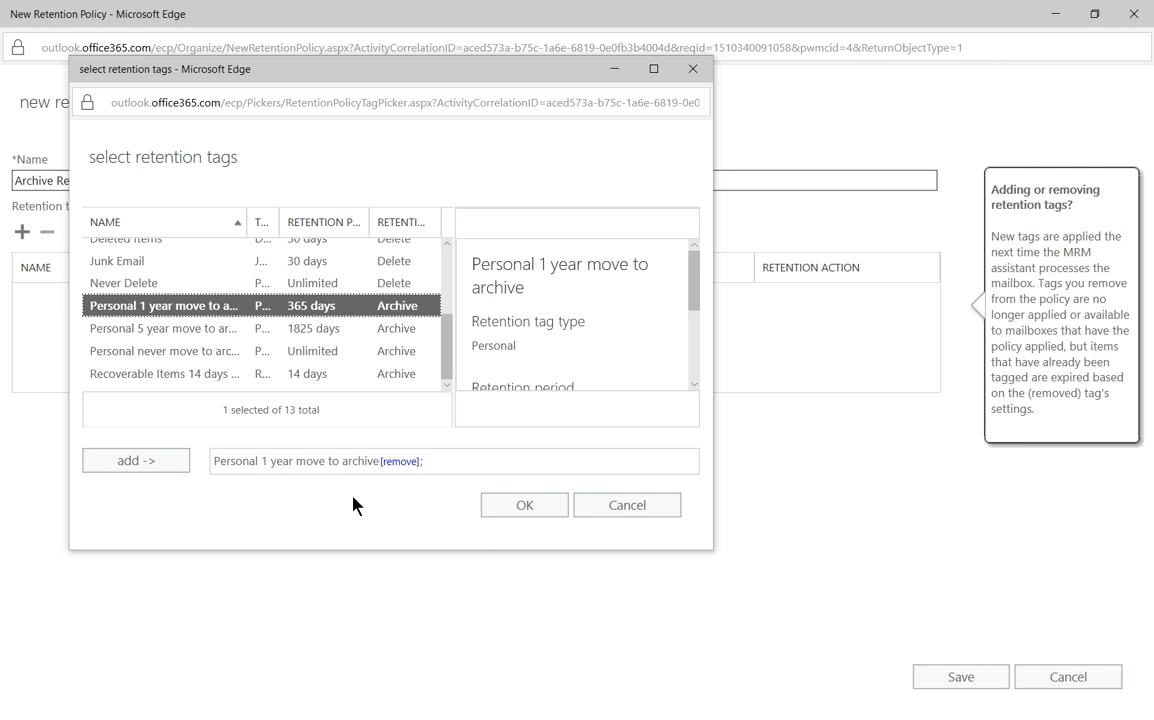 New Retention Policy - Microsoft Edge
outlook.office365.com/ecp/Organize/NewRetentionPolicy.aspx?ActivityCorrelationID=aced573a-b75c-1a6e-6819-0e0fb3b4004d&reqId=1510340091058&pwmcid=4&ReturnObjectType=1
select retention tags - Microsoft Edge
outlook.office365.com/ecp/Pickers/RetentionPolicyTagPicker.aspx?ActivityCorrelationID=aced573a-b75c-1a6e-6819-0e0
new re
select retention tags
*Name
Archive Re
Retention t
NAME
NAME T... RETENTION P... RETENTI...
Deleted Items D... 30 days Delete
Junk Email J... 30 days Delete
Never Delete P... Unlimited Delete
Personal 1 year move to a... P... 365 days Archive
Personal 5 year move to ar... P... 1825 days Archive
Personal never move to arc... P... Unlimited Archive
Recoverable Items 14 days ... R... 14 days Archive
1 selected of 13 total
Personal 1 year move to
archive
Retention tag type
Personal
Retention period
add -> Personal 1 year move to archive[remove];
OK Cancel
RETENTION ACTION
Adding or removing
retention tags?
New tags are applied the
next time the MRM
assistant processes the
mailbox. Tags you remove
from the policy are no
longer applied or available
to mailboxes that have the
policy applied, but items
that have already been
tagged are expired based
on the (removed) tag's
settings.
Save Cancel